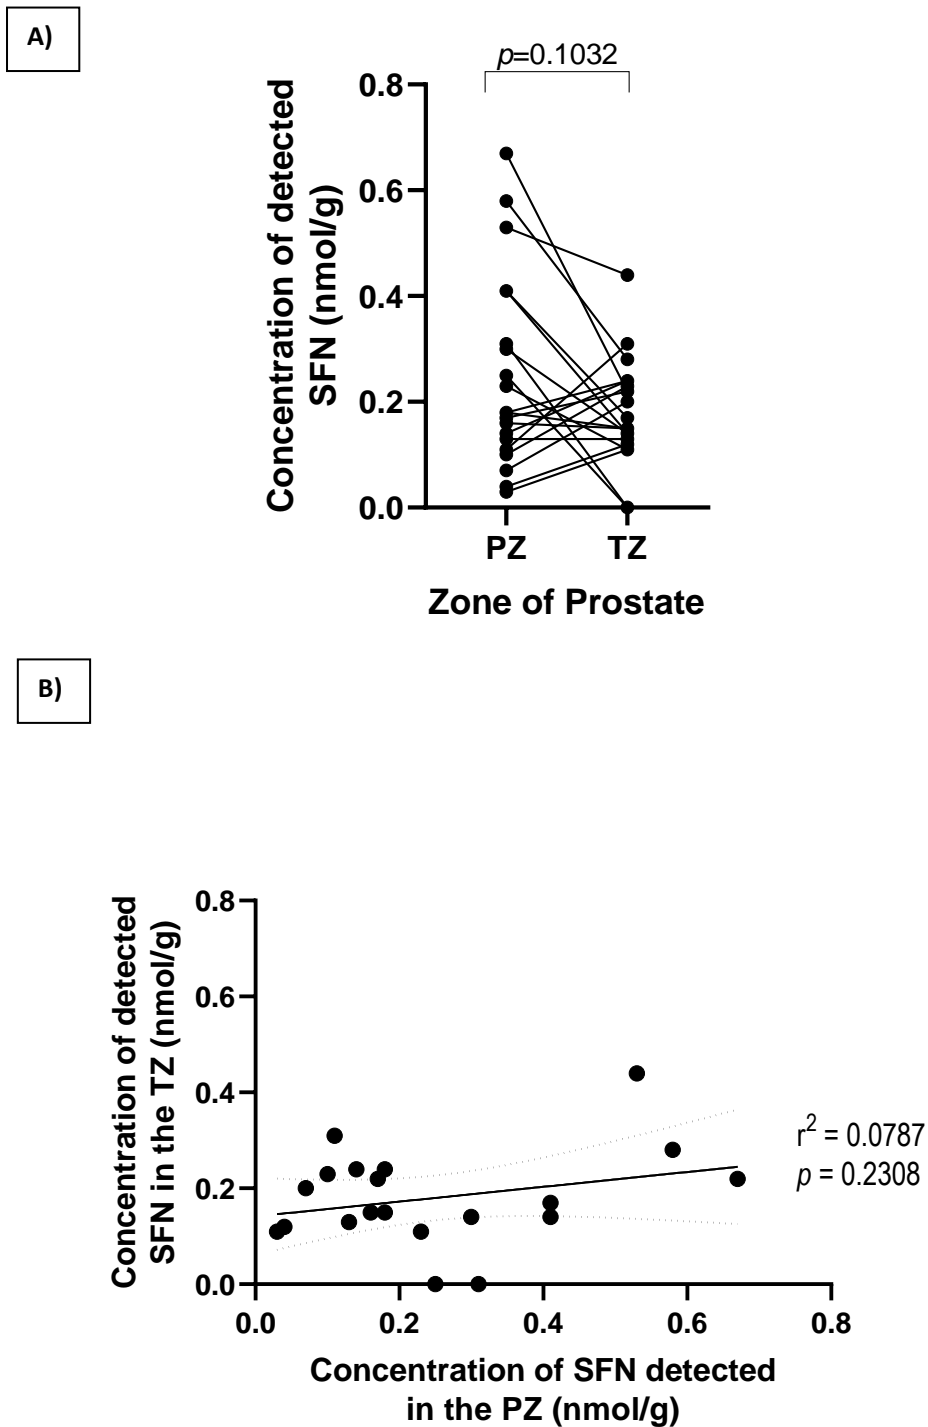 A)
p=0.1032
Concentration of detected
SFN (nmol/g)
0.8
0.6
0.4
0.2
0.0
PZ
TZ
Zone of Prostate
B)
Concentration of detected
SFN in the TZ (nmol/g)
0.8
0.6
0.4
0.2
0.0
r² = 0.0787
p = 0.2308
0.0
0.2
0.4
0.6
0.8
Concentration of SFN detected
in the PZ (nmol/g)